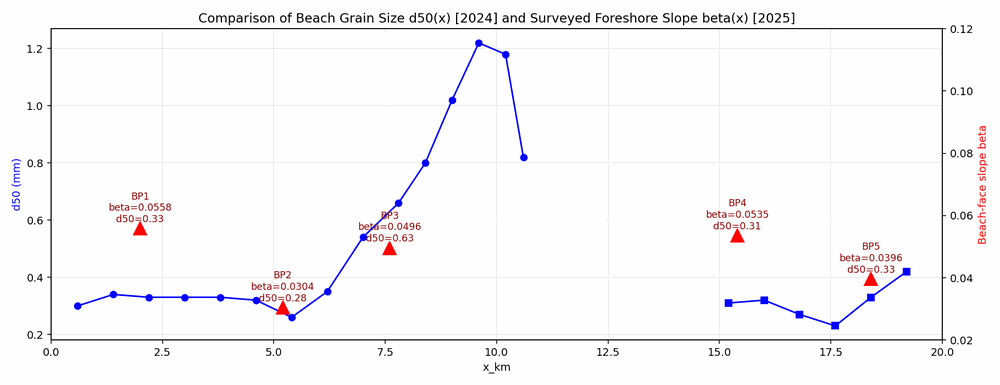 Comparison of Beach Grain Size d50(x) [2024] and Surveyed Foreshore Slope beta(x) [2025]
d50 (mm)
1.2
1.0
0.8
0.6
0.4
0.2
BP1
beta=0.0558
d50=0.33
BP2
beta=0.0304
d50=0.28
BP3
beta=0.0496
d50=0.63
BP4
beta=0.0535
d50=0.31
BP5
beta=0.0396
d50=0.33
0.12
0.10
0.08
0.06
0.04
0.02
Beach-face slope beta
0.0
2.5
5.0
7.5
10.0
12.5
15.0
17.5
20.0
x_km